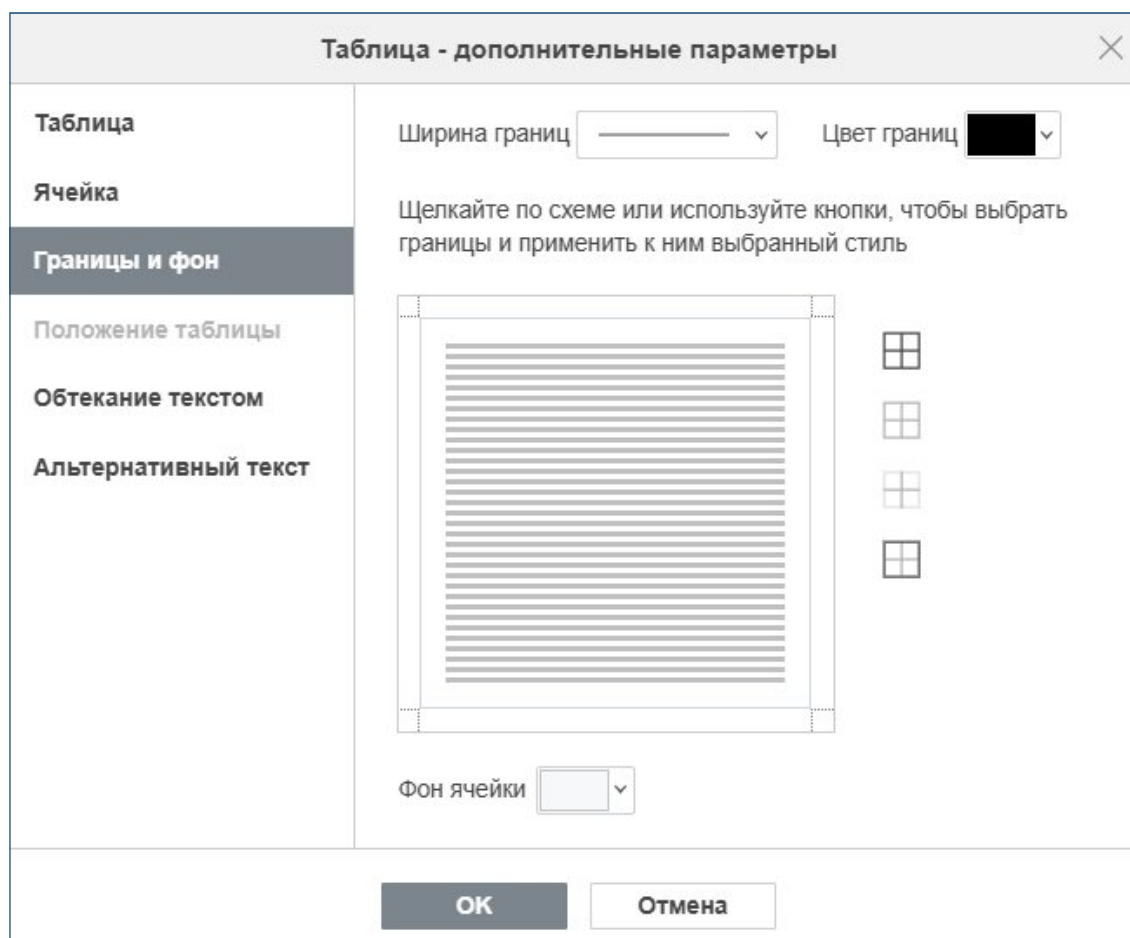 Таблица - дополнительные параметры
Таблица
Ячейка
Границы и фон
Положение таблицы
Обтекание текстом
Альтернативный текст
Ширина границ
Цвет границ
Щелкайте по схеме или используйте кнопки, чтобы выбрать
границы и применить к ним выбранный стиль
Фон ячейки
OK
Отмена